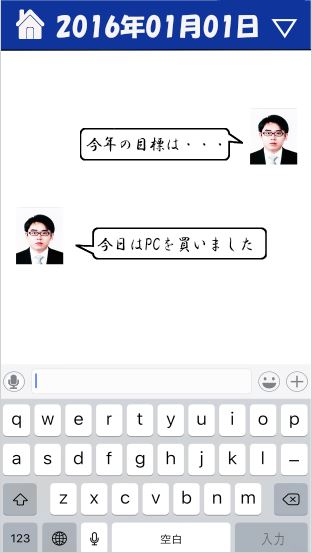 2016年01月01日
今年の目標は・・・
今日はPCを買いました
q w e r t y u i o p
a s d f g h j k l –
z x c v b n m
123 空白 入力